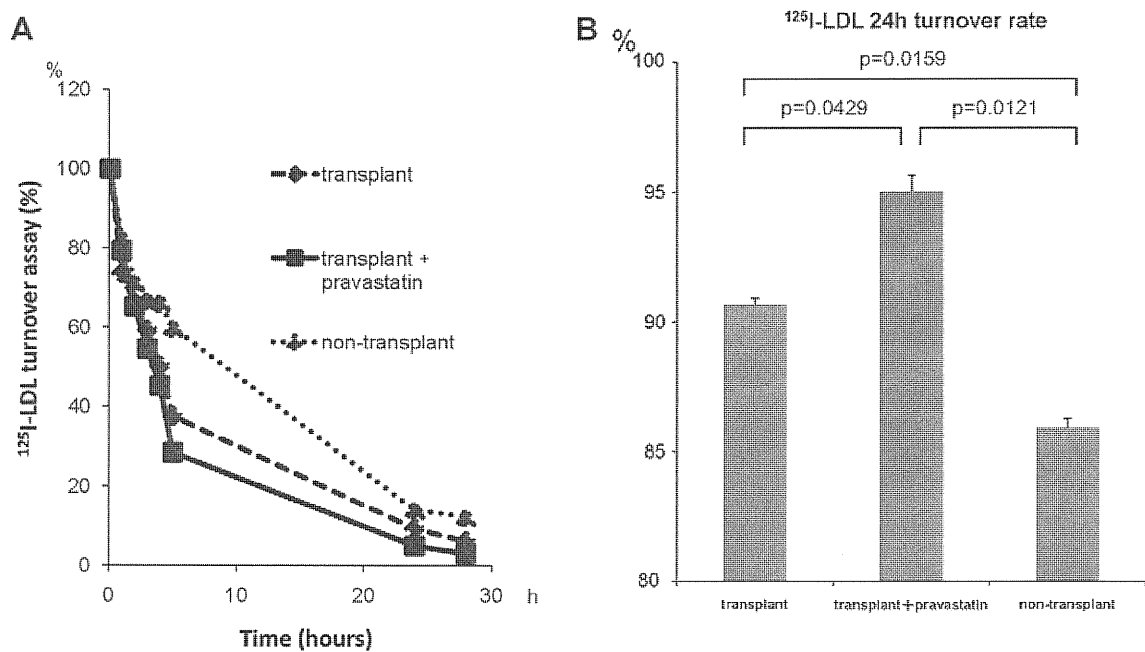 A
%
120
100
80
60
40
20
0
0 10 20 30 h
¹²⁵I-LDL turnover assay (%)
Time (hours)
transplant
transplant +
pravastatin
non-transplant
B
¹²⁵I-LDL 24h turnover rate
%
100
95
90
85
80
p=0.0159
p=0.0429 p=0.0121
transplant transplant+pravastatin non-transplant